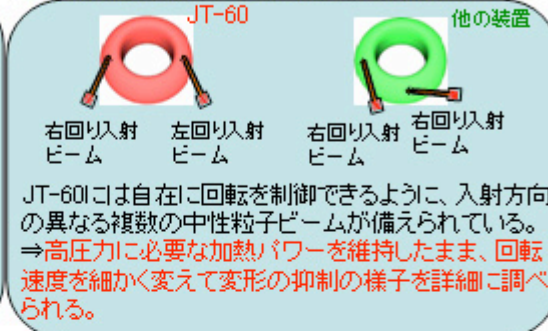 JT-60
他の装置
右回り入射
ビーム
左回り入射
ビーム
右回り入射
ビーム
右回り入射
ビーム
JT-60には自在に回転を制御できるように、入射方向
の異なる複数の中性粒子ビームが備えられている。
⇒高圧力に必要な加熱パワーを維持したまま、回転
速度を細かく変えて変形の抑制の様子を詳細に調べ
られる。